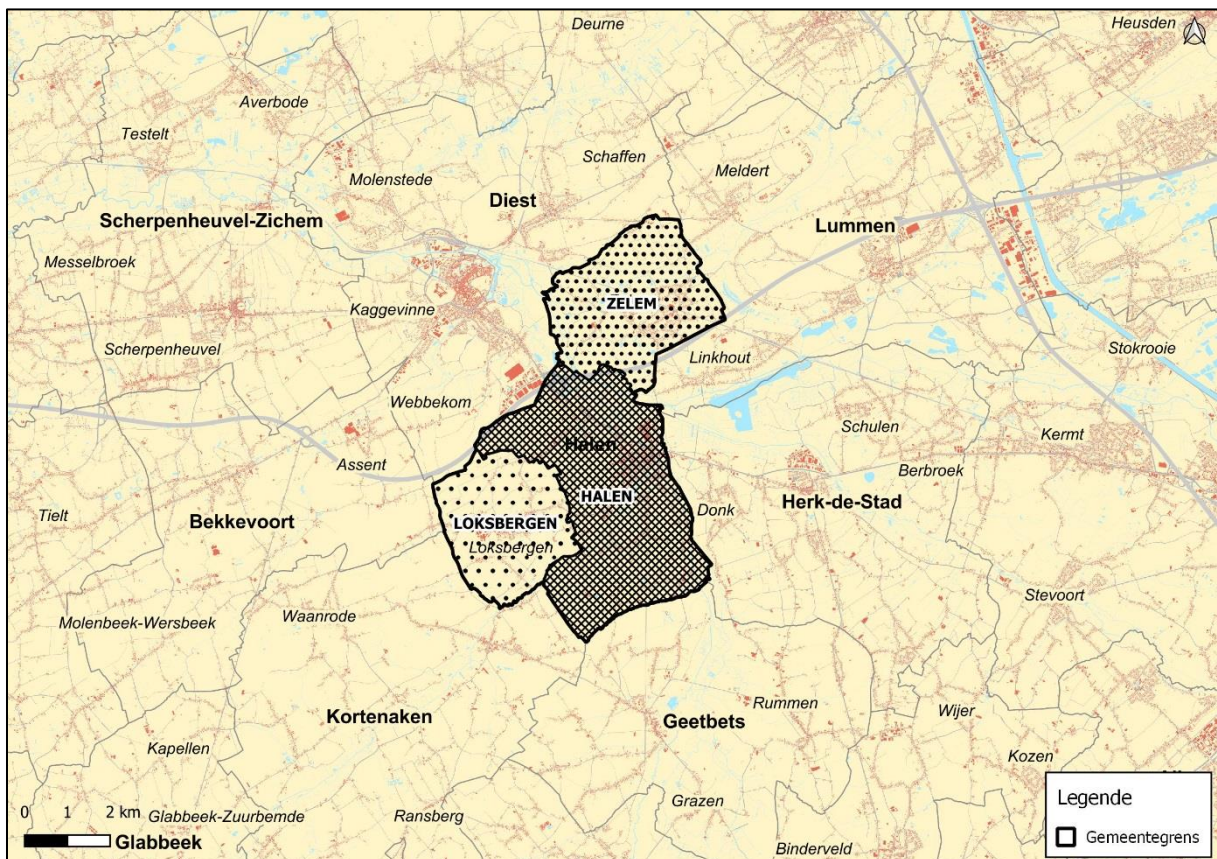 Deurne
Heusden
Averbode
Testelt
Schaffen
Meldert
Molenstede
Diest
Scherpenheuvel-Zichem
Lummen
Messelbroek
Kaggevinne
ZELEM
Scherpenheuvel
Linkhout
Stokrooie
Webbekom
Schulen
Kermt
Halen
Assent
Berbroek
HALEN
Herk-de-Stad
Donk
Tielt
Bekkevoort
LOKSBERGEN
Loksbergen
Stevoort
Waanrode
Molenbeek-Wersbeek
Rummen
Wijer
Kortenaken
Geetbets
Kapellen
Kozen
0 1 2 km
Grazen
Legende
Glabbeek-Zuurbemde
Ransberg
Glabbeek
Gemeentegrens
Binderveld